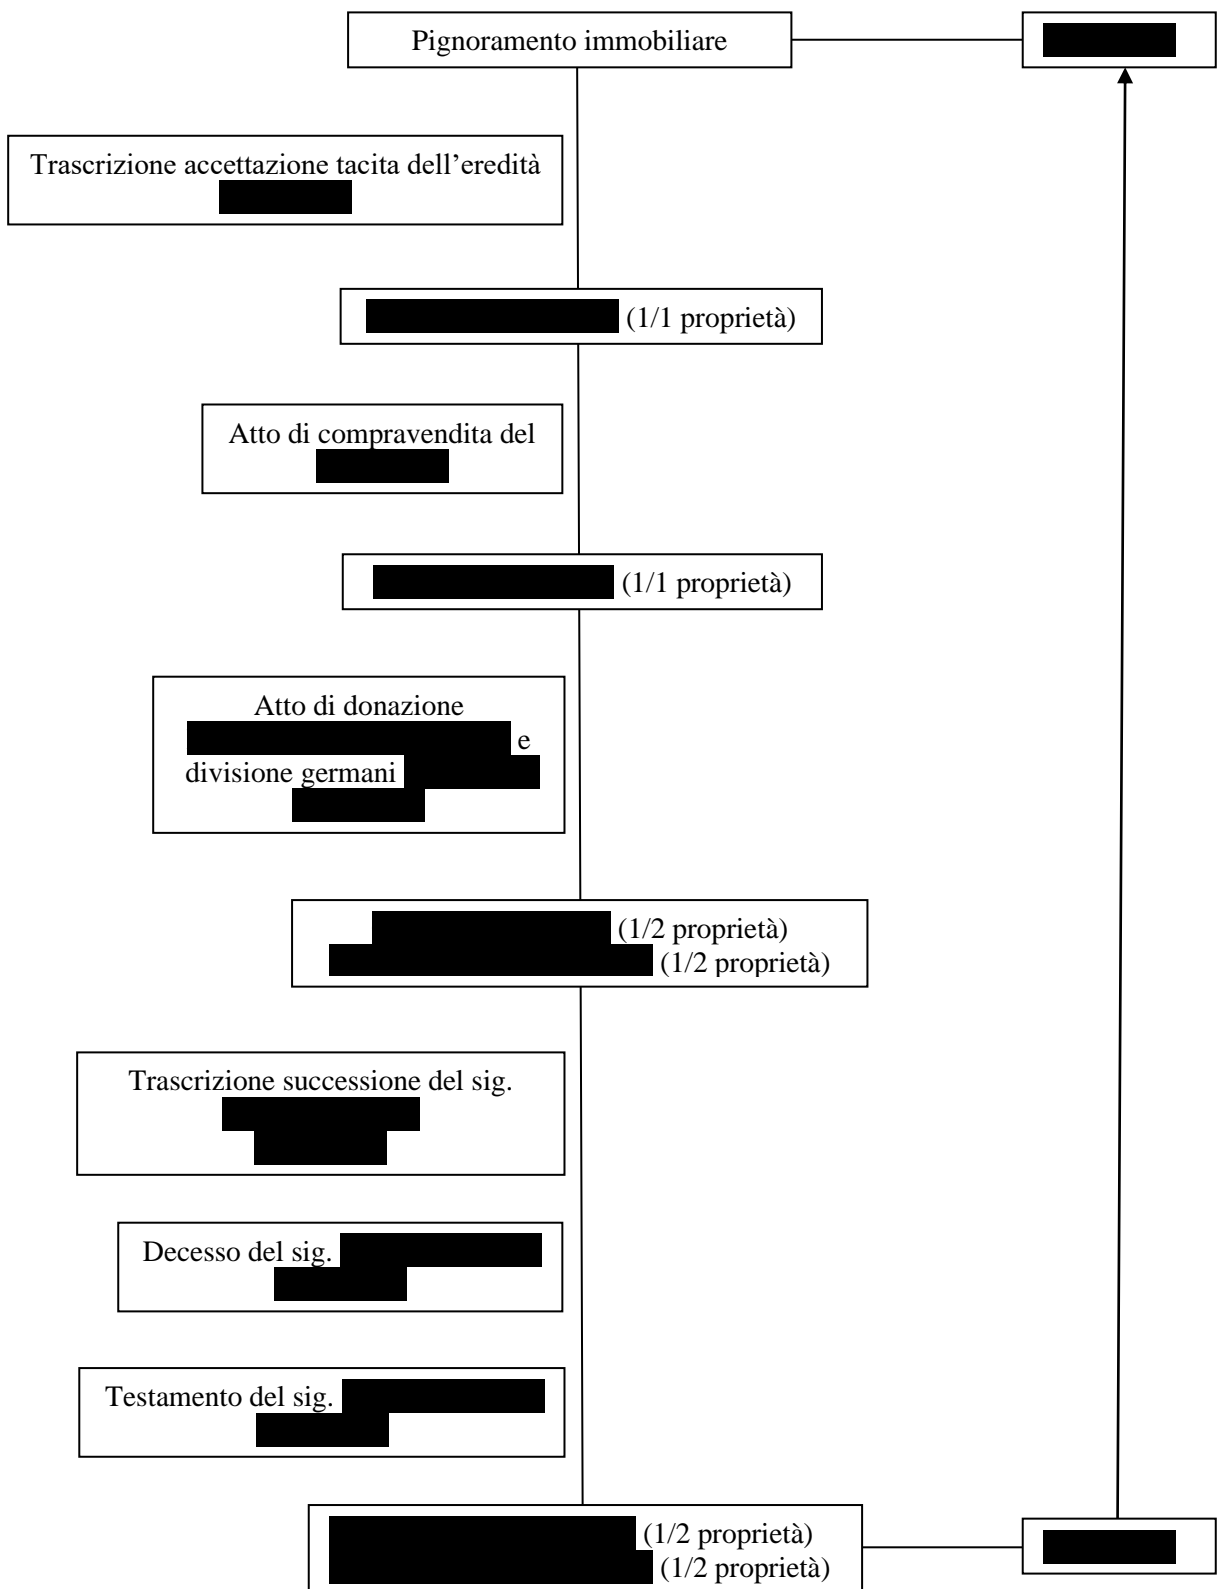 Pignoramento immobiliare
Trascrizione accettazione tacita dell’eredità
(1/1 proprietà)
Atto di compravendita del
(1/1 proprietà)
Atto di donazione
e
divisione germani
(1/2 proprietà)
(1/2 proprietà)
Trascrizione successione del sig.
Decesso del sig.
Testamento del sig.
(1/2 proprietà)
(1/2 proprietà)